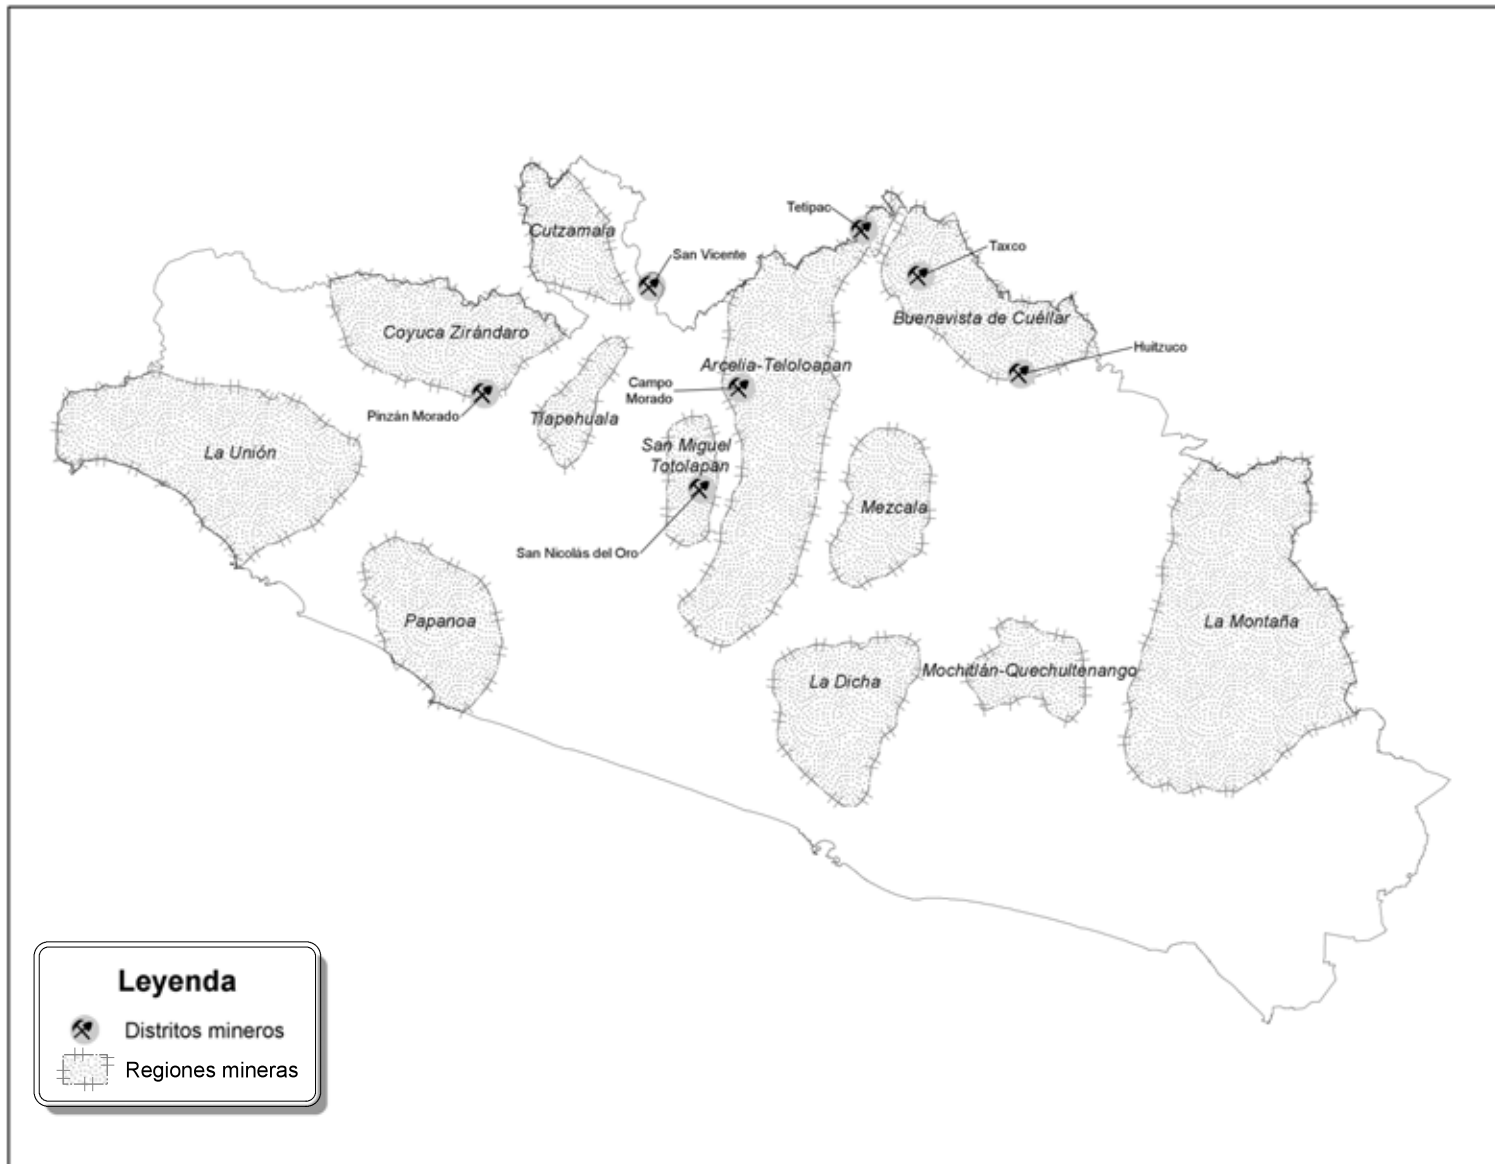 Tetipac
Cutzamala
Taxco
San Vicente
Buenavista de Cuéllar
Coyuca Zirándaro
Huitzuco
Arcelia-Teloloapan
Campo
Morado
Pinzán Morado
Tlapehuala
San Miguel
Totolapan
La Unión
Mezcala
San Nicolás del Oro
Papanoa
La Montaña
Mochitlán-Quechultenango
La Dicha
Leyenda
Distritos mineros
Regiones mineras